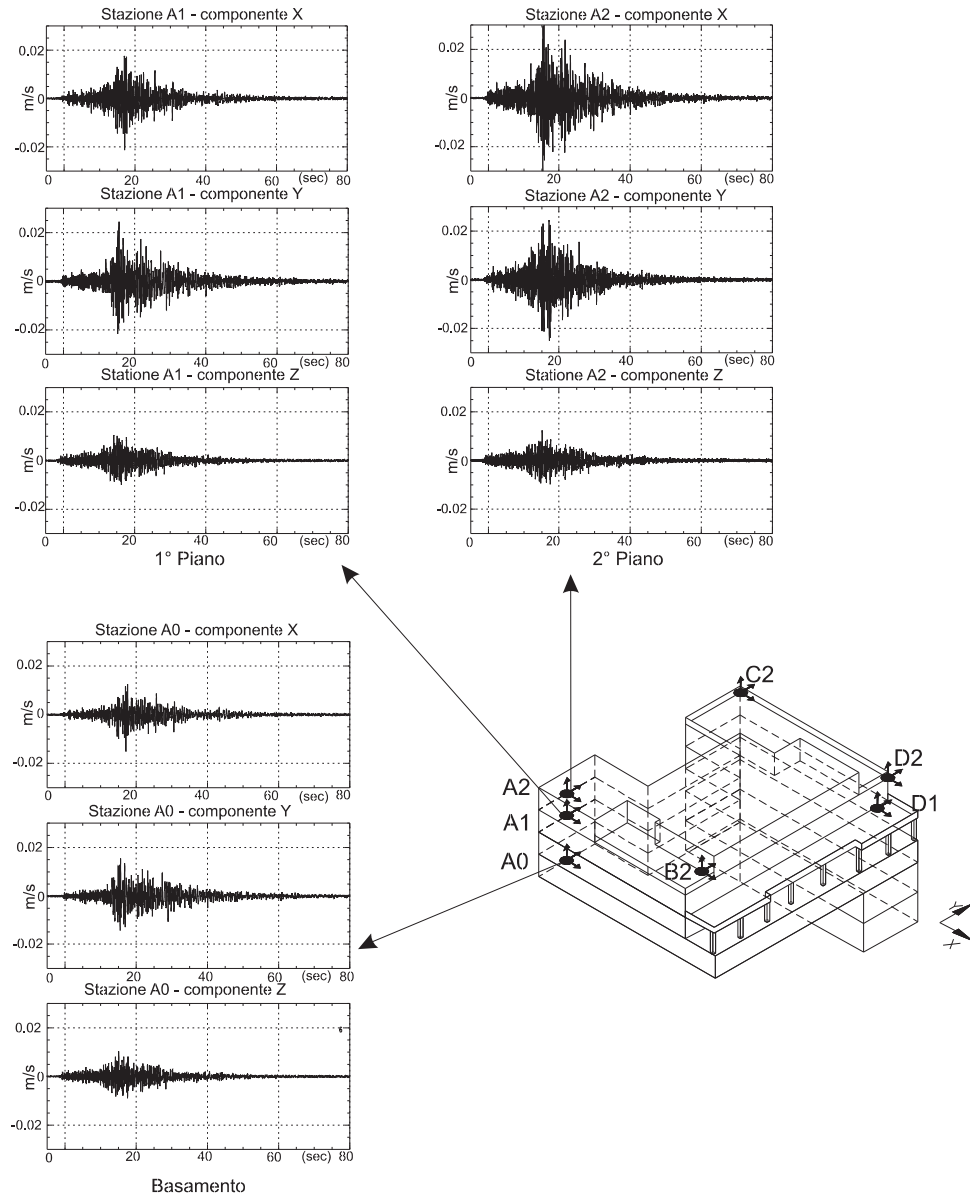 Stazione A1 - componente X
0.02
0
-0.02
m/s
0 20 40 60 (sec) 80
Stazione A1 - componente Y
0.02
0
-0.02
m/s
0 20 40 60 (sec) 80
Statione A1 - componente Z
0.02
0
-0.02
m/s
0 20 40 60 (sec) 80
1° Piano
Stazione A2 - componente X
0.02
0
-0.02
m/s
0 20 40 60 (sec) 80
Stazione A2 - componente Y
0.02
0
-0.02
m/s
0 20 40 60 (sec) 80
Statione A2 - componente Z
0.02
0
-0.02
m/s
0 20 40 60 (sec) 80
2° Piano
Stazione A0 - componente X
0.02
0
-0.02
m/s
0 20 40 60 (sec) 80
Stazione A0 - componente Y
0.02
0
-0.02
m/s
0 20 40 60 (sec) 80
Stazione A0 - componente Z
0.02
0
-0.02
m/s
0 20 40 60 (sec) 80
Basamento
C2
D2
D1
A2
A1
A0
B2
Y
X